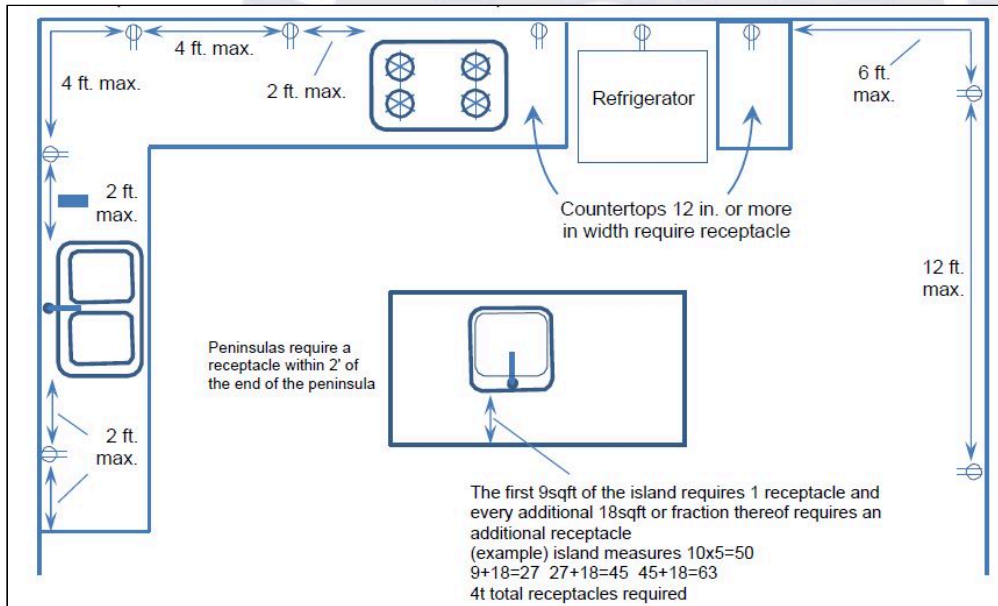 4 ft. max.
2 ft. max.
4 ft. max.
Refrigerator
6 ft.
max.
2 ft.
max.
Countertops 12 in. or more
in width require receptacle
12 ft.
max.
Peninsulas require a
receptacle within 2' of
the end of the peninsula
2 ft.
max.
The first 9sqft of the island requires 1 receptacle and
every additional 18sqft or fraction thereof requires an
additional receptacle
(example) island measures 10x5=50
9+18=27 27+18=45 45+18=63
4t total receptacles required